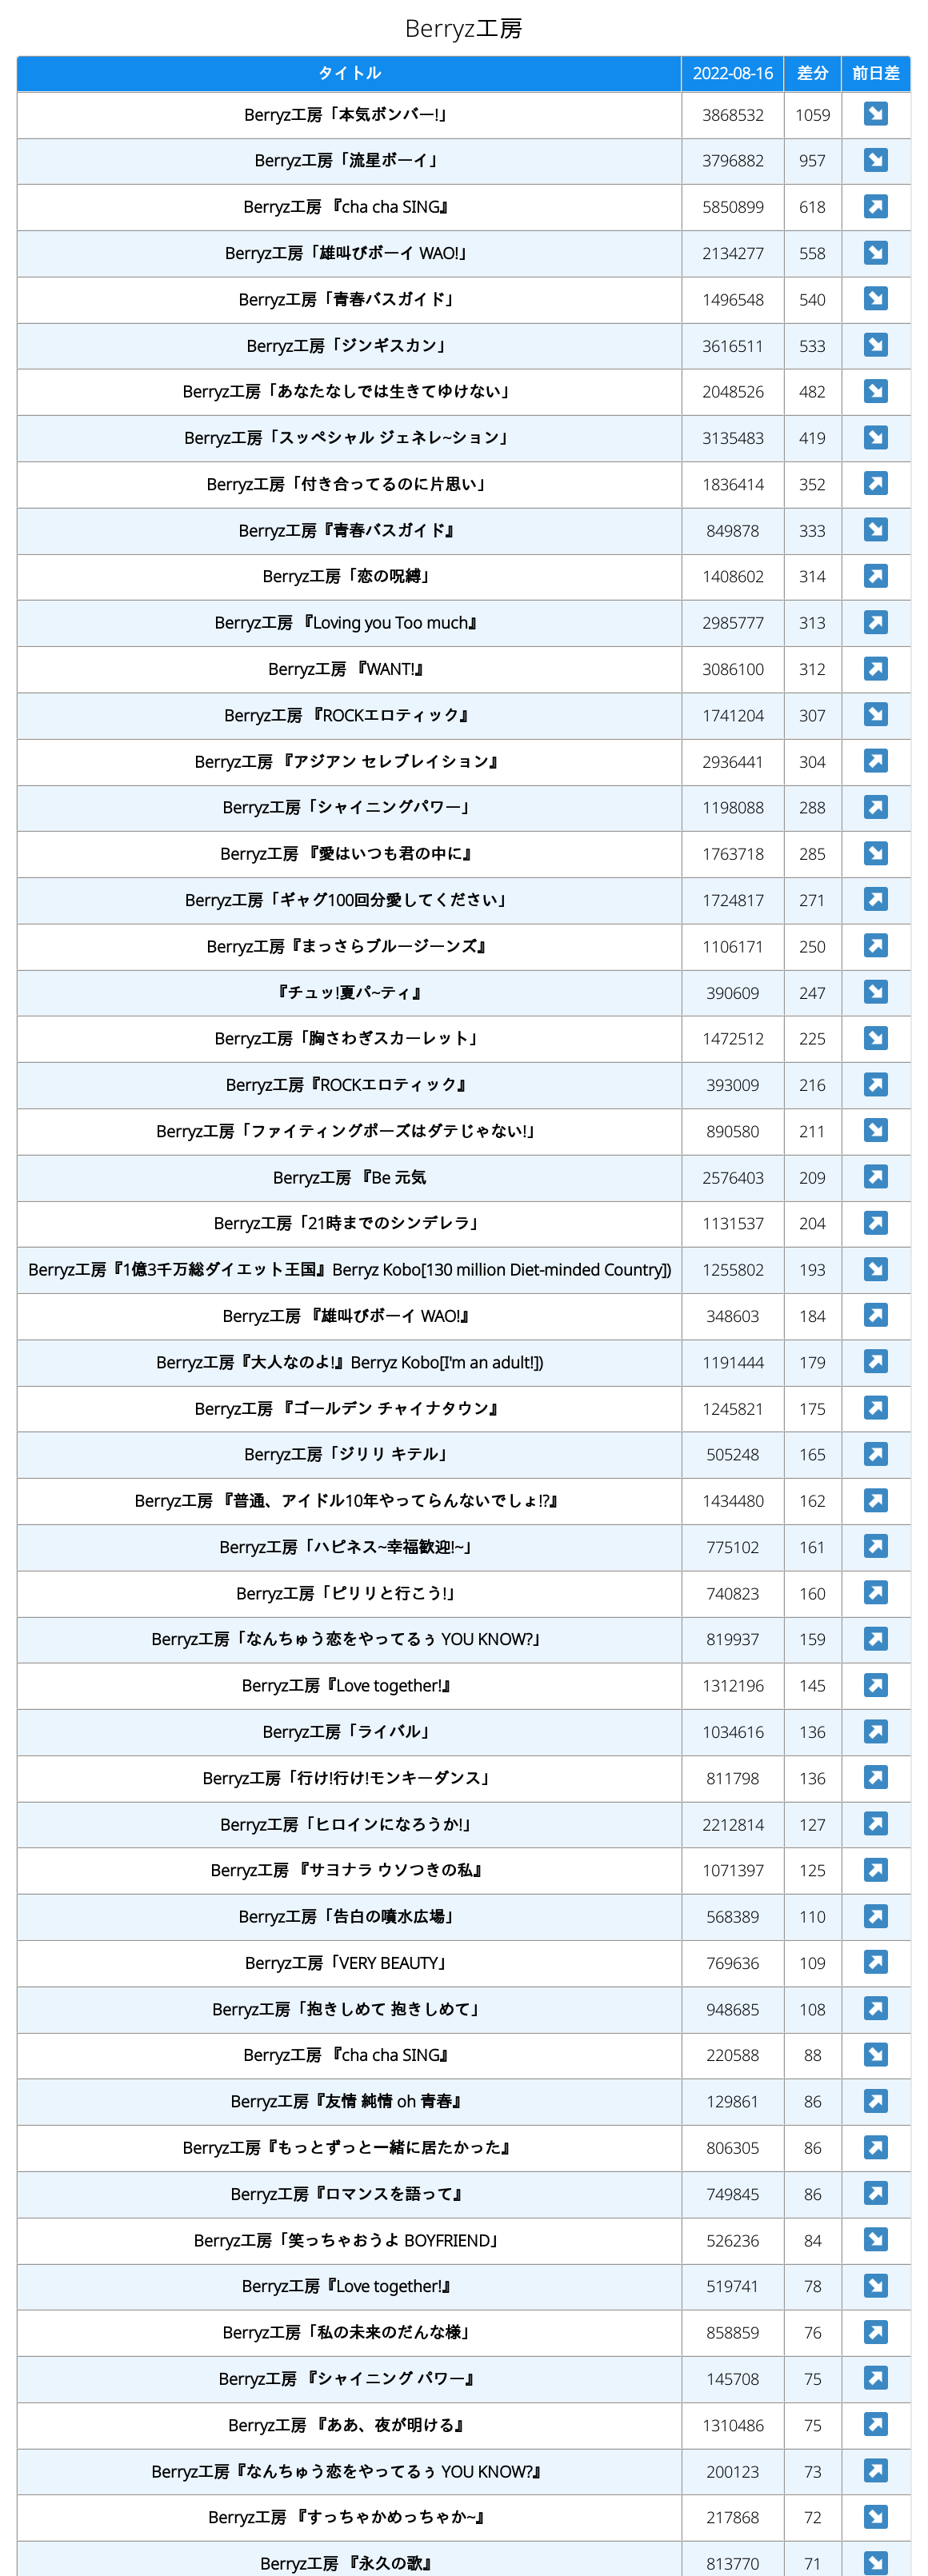 Berryz工房
タイトル 2022-08-16 差分 前日差
Berryz工房「本気ボンバー!」 3868532 1059 ↘
Berryz工房「流星ボーイ」 3796882 957 ↘
Berryz工房 『cha cha SING』 5850899 618 ↗
Berryz工房「雄叫びボーイ WAO!」 2134277 558 ↘
Berryz工房「青春バスガイド」 1496548 540 ↘
Berryz工房「ジンギスカン」 3616511 533 ↘
Berryz工房「あなたなしでは生きてゆけない」 2048526 482 ↘
Berryz工房「スッペシャル ジェネレ~ション」 3135483 419 ↘
Berryz工房「付き合ってるのに片思い」 1836414 352 ↗
Berryz工房『青春バスガイド』 849878 333 ↘
Berryz工房「恋の呪縛」 1408602 314 ↗
Berryz工房 『Loving you Too much』 2985777 313 ↗
Berryz工房 『WANT!』 3086100 312 ↗
Berryz工房 『ROCKエロティック』 1741204 307 ↘
Berryz工房 『アジアン セレブレイション』 2936441 304 ↗
Berryz工房「シャイニングパワー」 1198088 288 ↗
Berryz工房 『愛はいつも君の中に』 1763718 285 ↘
Berryz工房「ギャグ100回分愛してください」 1724817 271 ↗
Berryz工房『まっさらブルージーンズ』 1106171 250 ↗
『チュッ!夏パ~ティ』 390609 247 ↘
Berryz工房「胸さわぎスカーレット」 1472512 225 ↘
Berryz工房『ROCKエロティック』 393009 216 ↗
Berryz工房「ファイティングポーズはダテじゃない!」 890580 211 ↘
Berryz工房 『Be 元気 2576403 209 ↗
Berryz工房「21時までのシンデレラ」 1131537 204 ↗
Berryz工房『1億3千万総ダイエット王国』Berryz Kobo[130 million Diet-minded Country]) 1255802 193 ↘
Berryz工房 『雄叫びボーイ WAO!』 348603 184 ↗
Berryz工房『大人なのよ!』Berryz Kobo[I'm an adult!]) 1191444 179 ↗
Berryz工房 『ゴールデン チャイナタウン』 1245821 175 ↗
Berryz工房「ジリリ キテル」 505248 165 ↗
Berryz工房 『普通、アイドル10年やってらんないでしょ!?』 1434480 162 ↗
Berryz工房「ハピネス~幸福歓迎!~」 775102 161 ↗
Berryz工房「ピリリと行こう!」 740823 160 ↗
Berryz工房「なんちゅう恋をやってるぅ YOU KNOW?」 819937 159 ↗
Berryz工房『Love together!』 1312196 145 ↗
Berryz工房「ライバル」 1034616 136 ↗
Berryz工房「行け!行け!モンキーダンス」 811798 136 ↗
Berryz工房「ヒロインになろうか!」 2212814 127 ↗
Berryz工房 『サヨナラ ウソつきの私』 1071397 125 ↗
Berryz工房「告白の噴水広場」 568389 110 ↗
Berryz工房「VERY BEAUTY」 769636 109 ↗
Berryz工房「抱きしめて 抱きしめて」 948685 108 ↗
Berryz工房 『cha cha SING』 220588 88 ↘
Berryz工房『友情 純情 oh 青春』 129861 86 ↗
Berryz工房『もっとずっと一緒に居たかった』 806305 86 ↗
Berryz工房『ロマンスを語って』 749845 86 ↗
Berryz工房「笑っちゃおうよ BOYFRIEND」 526236 84 ↘
Berryz工房『Love together!』 519741 78 ↘
Berryz工房「私の未来のだんな様」 858859 76 ↗
Berryz工房 『シャイニング パワー』 145708 75 ↗
Berryz工房 『ああ、夜が明ける』 1310486 75 ↗
Berryz工房『なんちゅう恋をやってるぅ YOU KNOW?』 200123 73 ↗
Berryz工房 『すっちゃかめっちゃか~』 217868 72 ↘
Berryz工房 『永久の歌』 813770 71 ↘